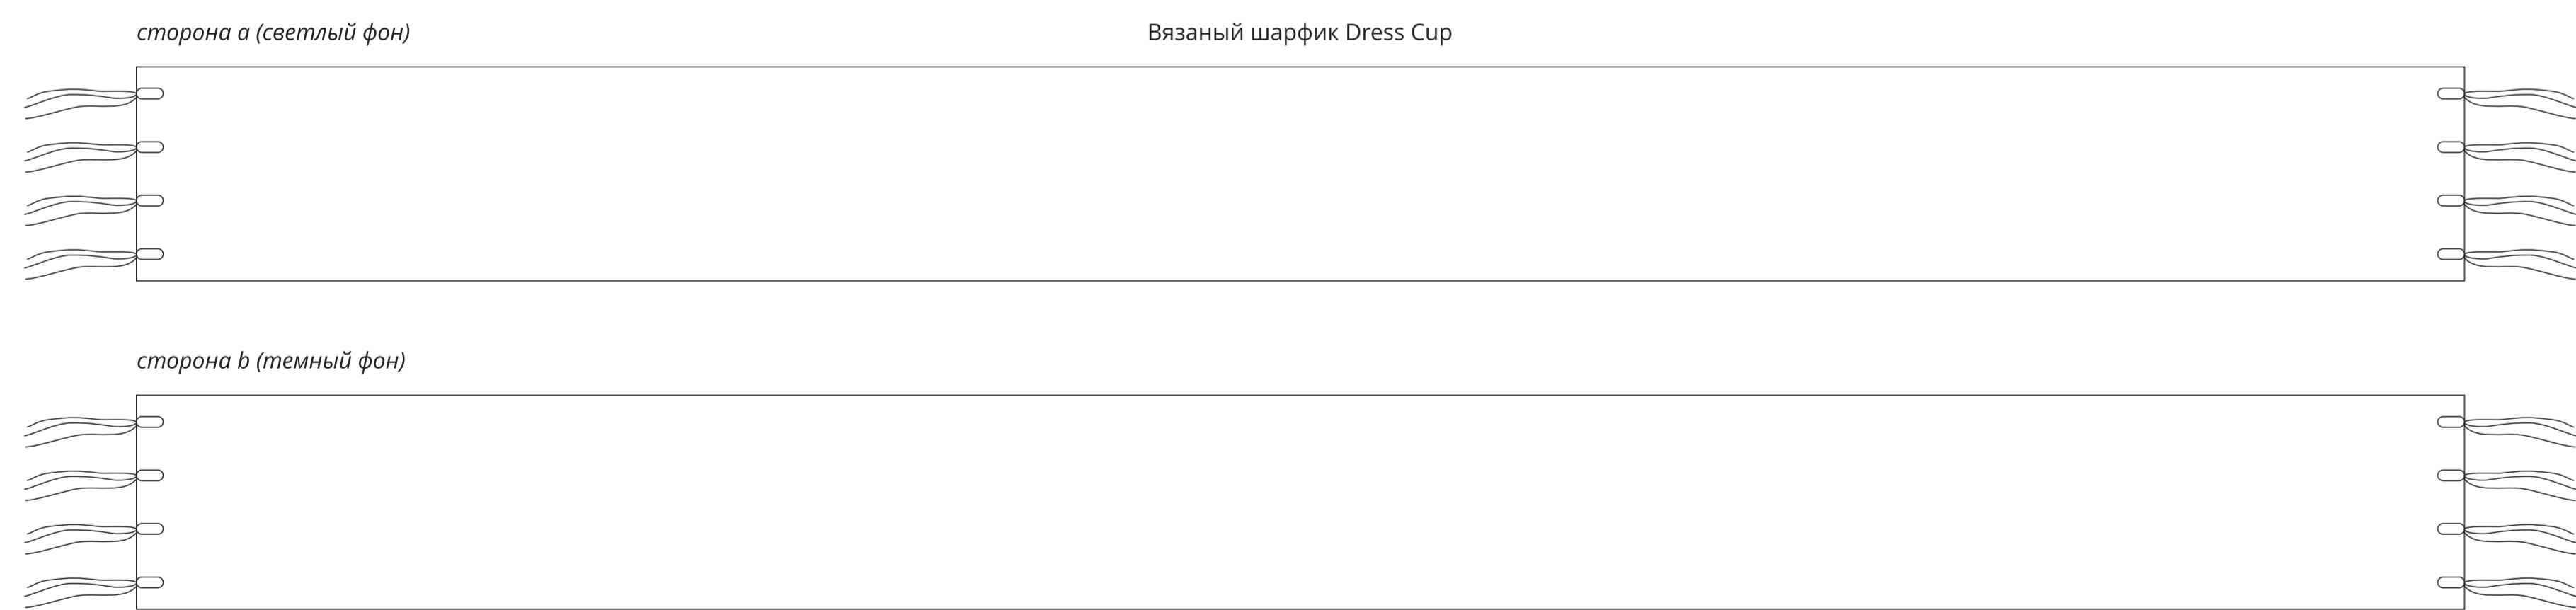 сторона a (светлый фон)
Вязаный шарфик Dress Cup
сторона b (темный фон)